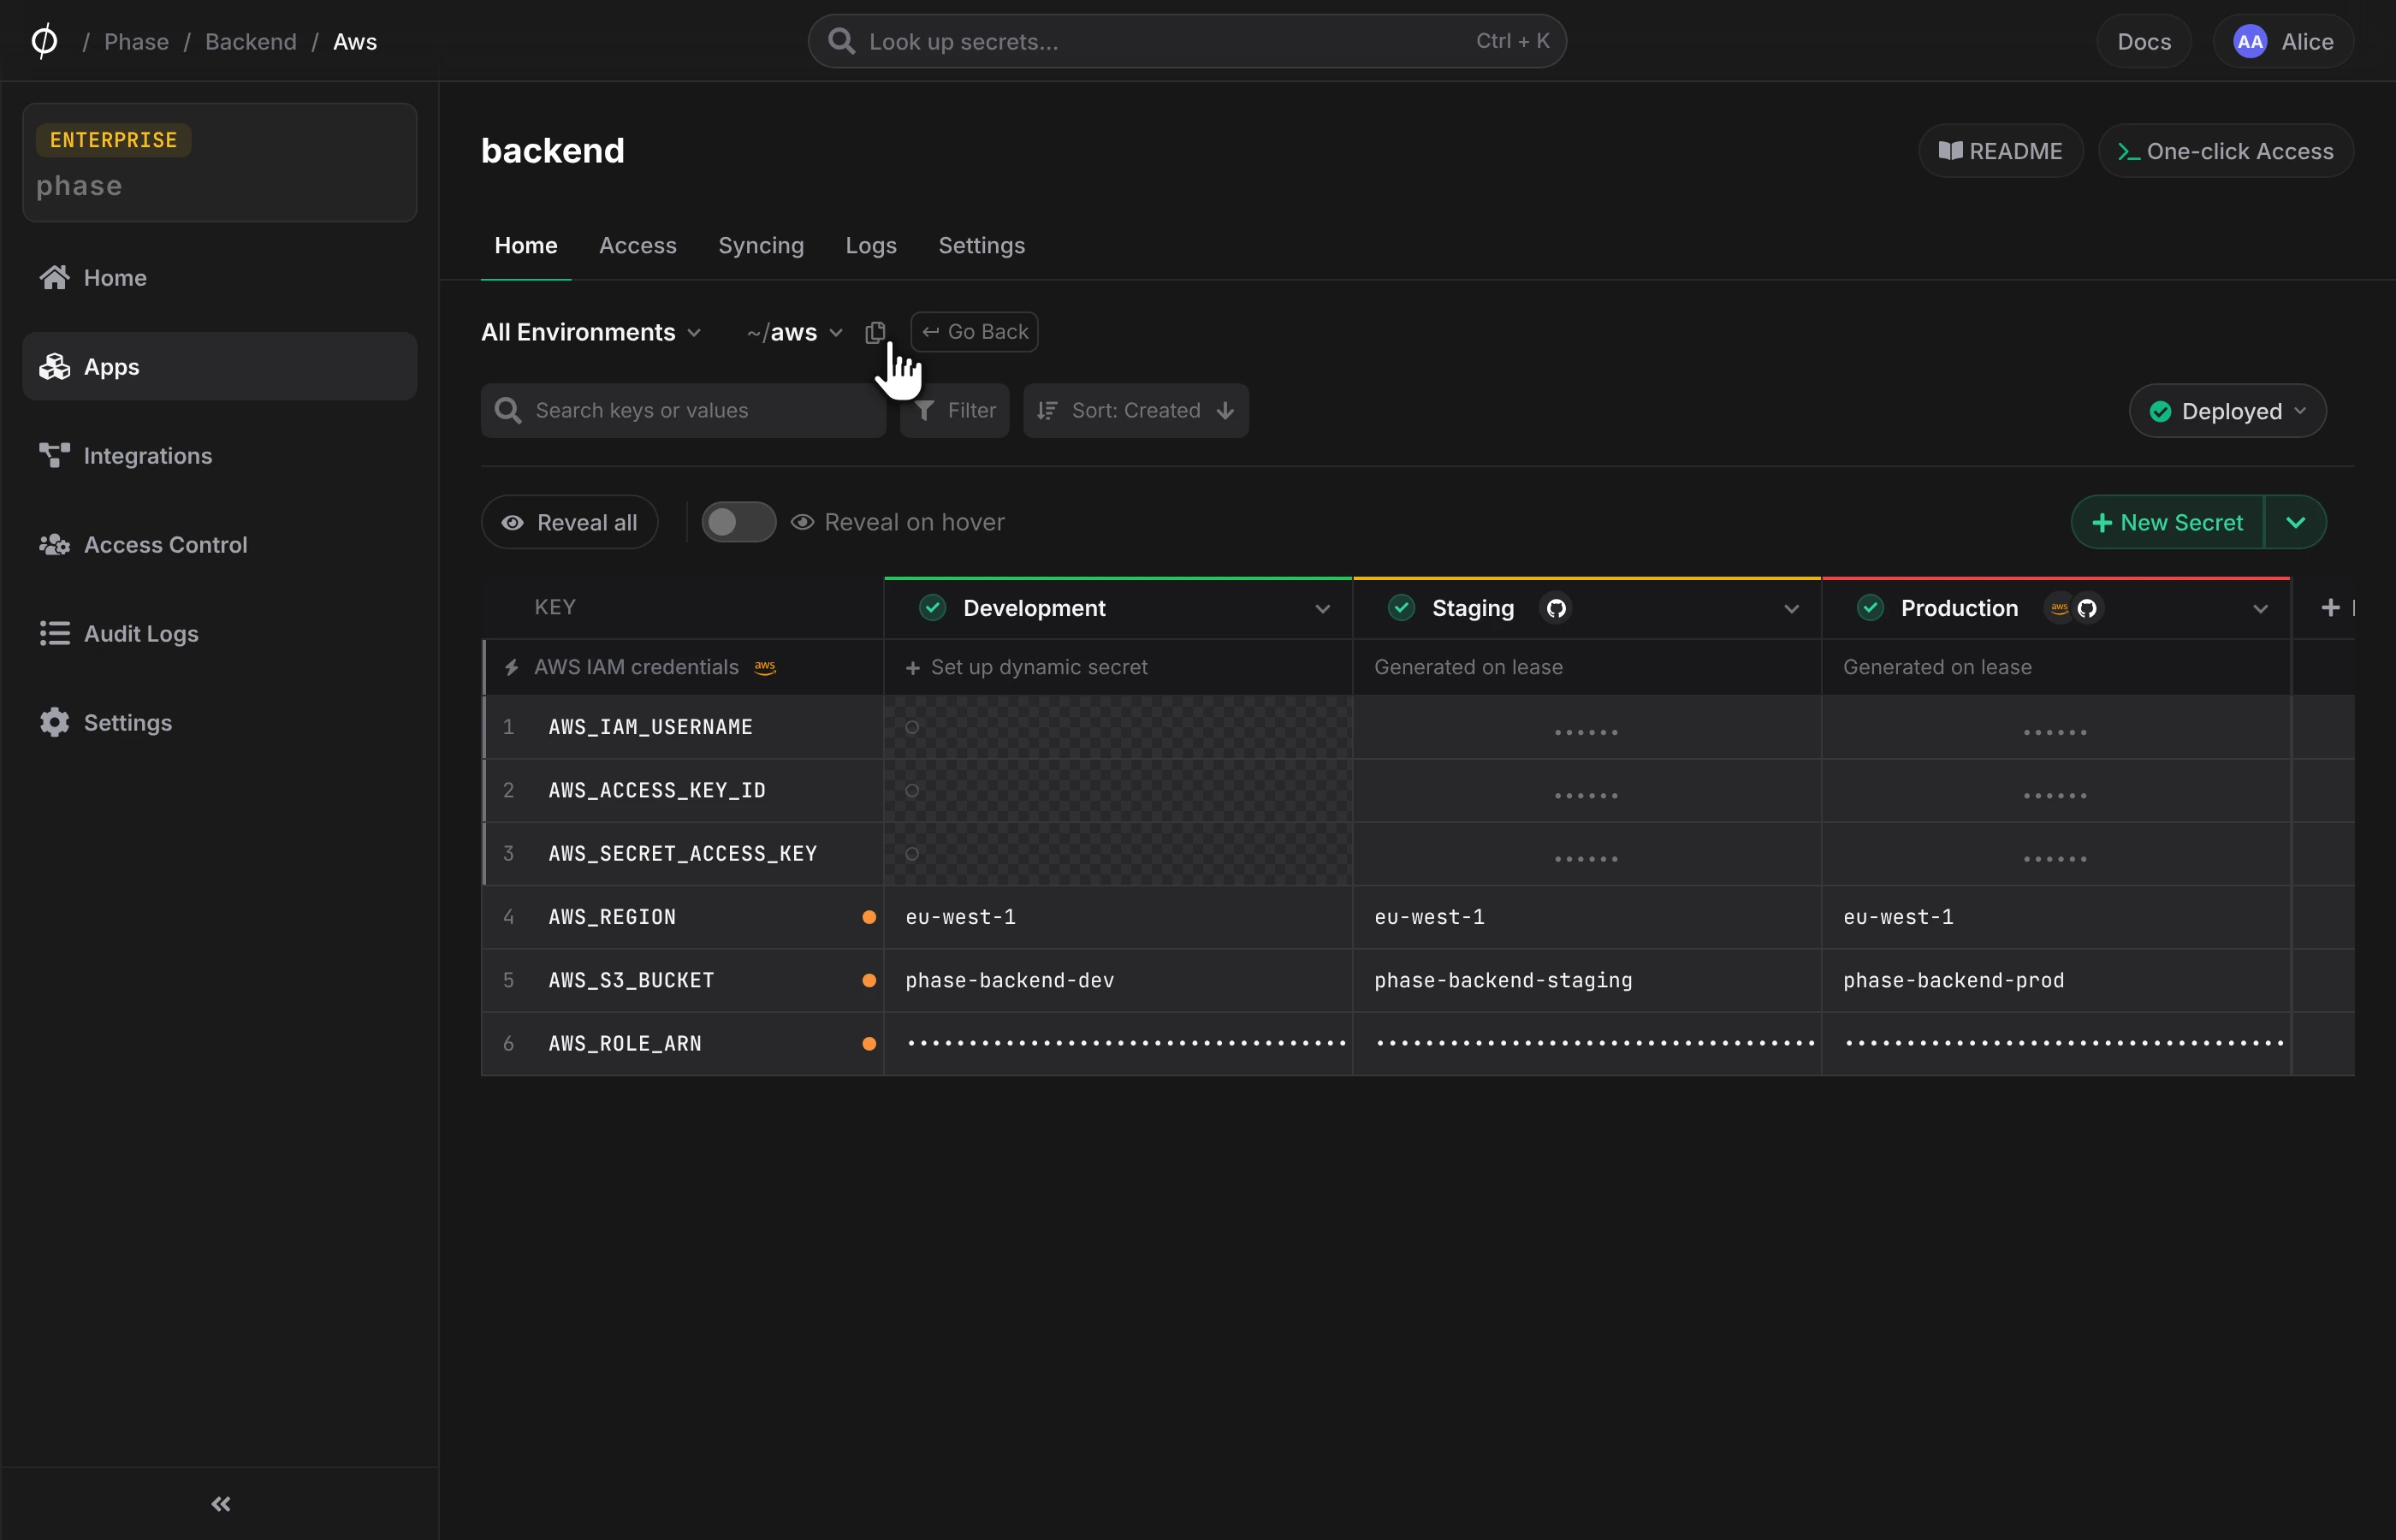 / Phase / Backend / Aws
Look up secrets... Ctrl + K
Docs
AA Alice
ENTERPRISE
phase
Home
Apps
Integrations
Access Control
Audit Logs
Settings
backend
README
One-click Access
Home Access Syncing Logs Settings
All Environments ~/aws Go Back
Search keys or values Filter Sort: Created
Deployed
Reveal all Reveal on hover
New Secret
KEY Development Staging Production aws
AWS IAM credentials aws Set up dynamic secret Generated on lease Generated on lease
1 AWS_IAM_USERNAME •••••• ••••••
2 AWS_ACCESS_KEY_ID •••••• ••••••
3 AWS_SECRET_ACCESS_KEY •••••• ••••••
4 AWS_REGION eu-west-1 eu-west-1 eu-west-1
5 AWS_S3_BUCKET phase-backend-dev phase-backend-staging phase-backend-prod
6 AWS_ROLE_ARN •••••••••••••••••••••••••••••••••••• •••••••••••••••••••••••••••••••••••• ••••••••••••••••••••••••••••••••••••